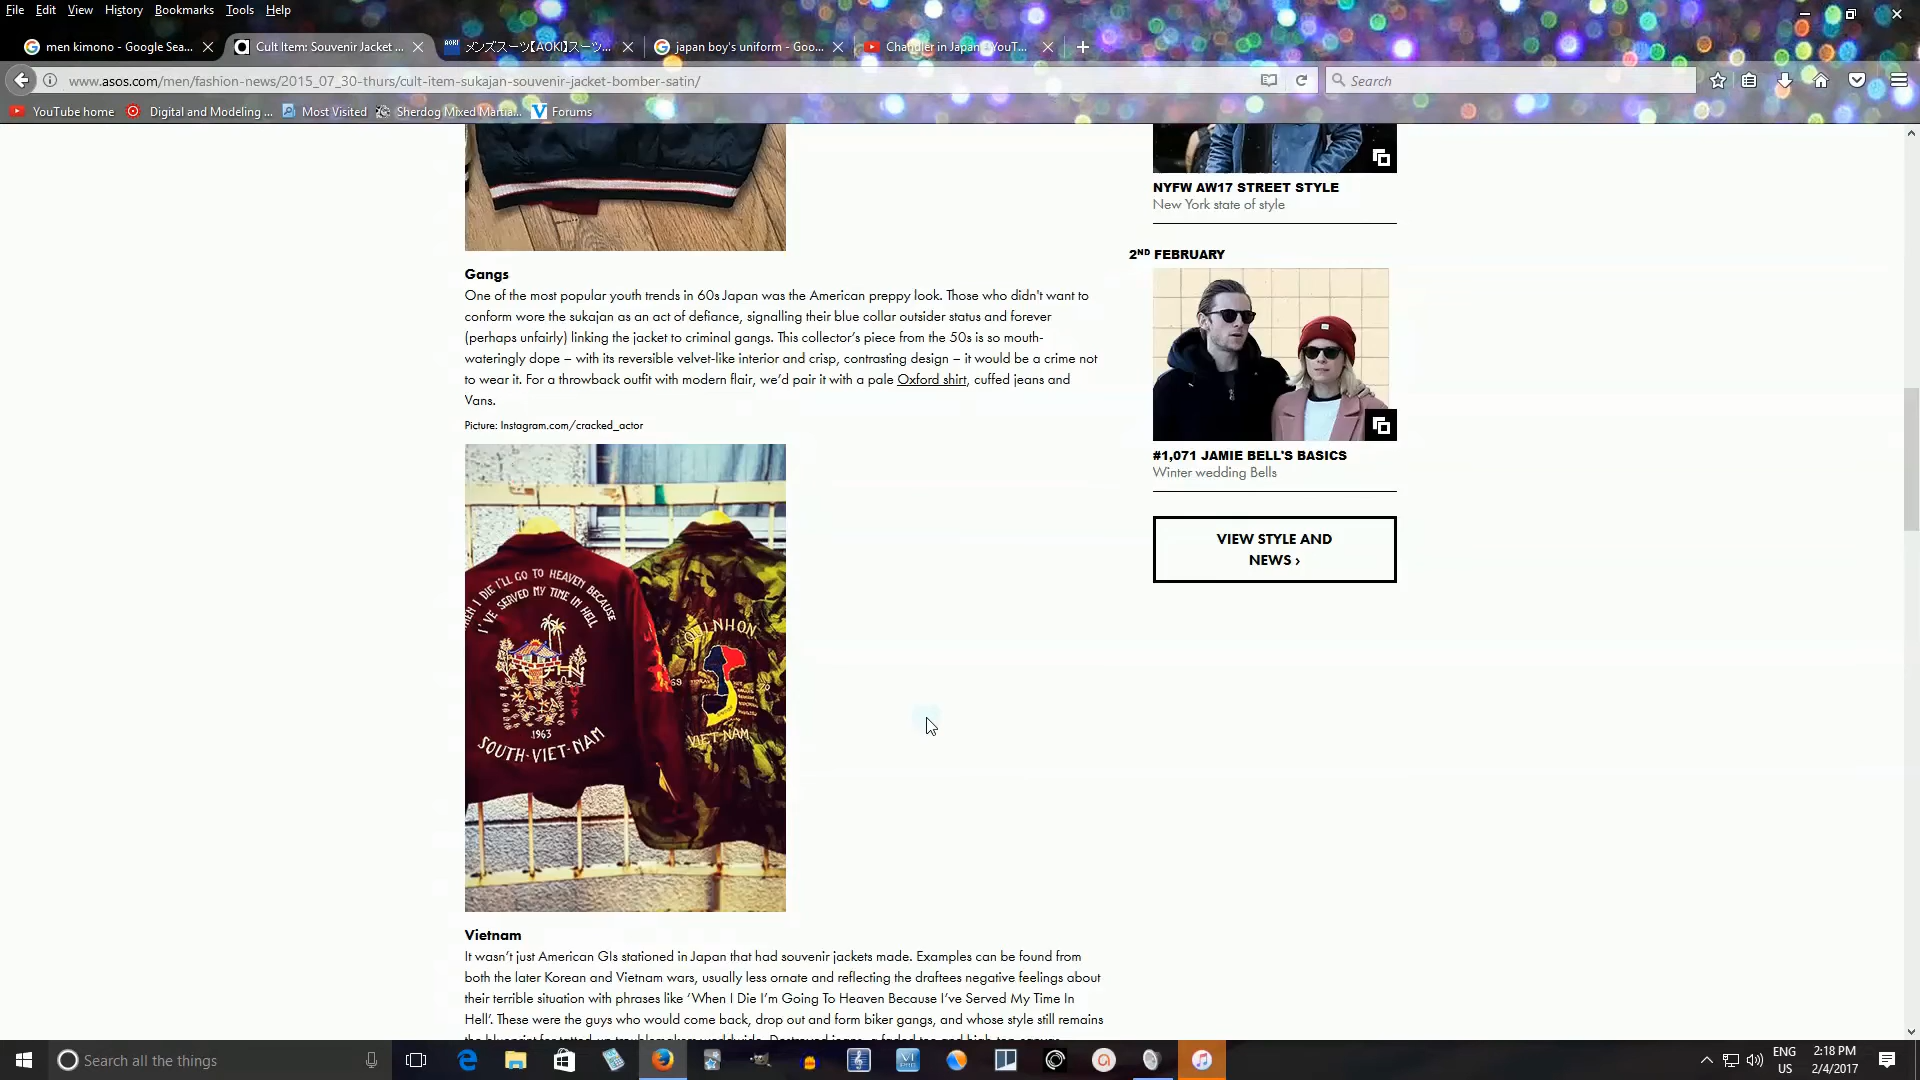 File Edit View History Bookmarks Tools Help
men kimono - Google Sea...
Cult Item: Souvenir Jacket ...
AOKI メンズスーツ【AOKI】スーツ...
japan boy's uniform - Goo...
Chandler in Japan - YouT...
www.asos.com/men/fashion-news/2015_07_30-thurs/cult-item-sukajan-souvenir-jacket-bomber-satin/
Search
YouTube home
Digital and Modeling ...
Most Visited
Sherdog Mixed Martia...
Forums
Gangs
One of the most popular youth trends in 60s Japan was the American preppy look. Those who didn't want to
conform wore the sukajan as an act of defiance, signalling their blue collar outsider status and forever
(perhaps unfairly) linking the jacket to criminal gangs. This collector's piece from the 50s is so mouth-
wateringly dope – with its reversible velvet-like interior and crisp, contrasting design – it would be a crime not
to wear it. For a throwback outfit with modern flair, we'd pair it with a pale Oxford shirt, cuffed jeans and
Vans.
Picture: Instagram.com/cracked_actor
I DIE I'LL GO TO HEAVEN BECAUSE
I'VE SERVED MY TIME IN HELL
1963
SOUTH-VIET-NAM
QUINHON
69 70
VIET-NAM
Vietnam
It wasn't just American GIs stationed in Japan that had souvenir jackets made. Examples can be found from
both the later Korean and Vietnam wars, usually less ornate and reflecting the draftees negative feelings about
their terrible situation with phrases like 'When I Die I'm Going To Heaven Because I've Served My Time In
Hell'. These were the guys who would come back, drop out and form biker gangs, and whose style still remains
NYFW AW17 STREET STYLE
New York state of style
2ND FEBRUARY
#1,071 JAMIE BELL'S BASICS
Winter wedding Bells
VIEW STYLE AND
NEWS ›
Search all the things
ENG
US
2:18 PM
2/4/2017